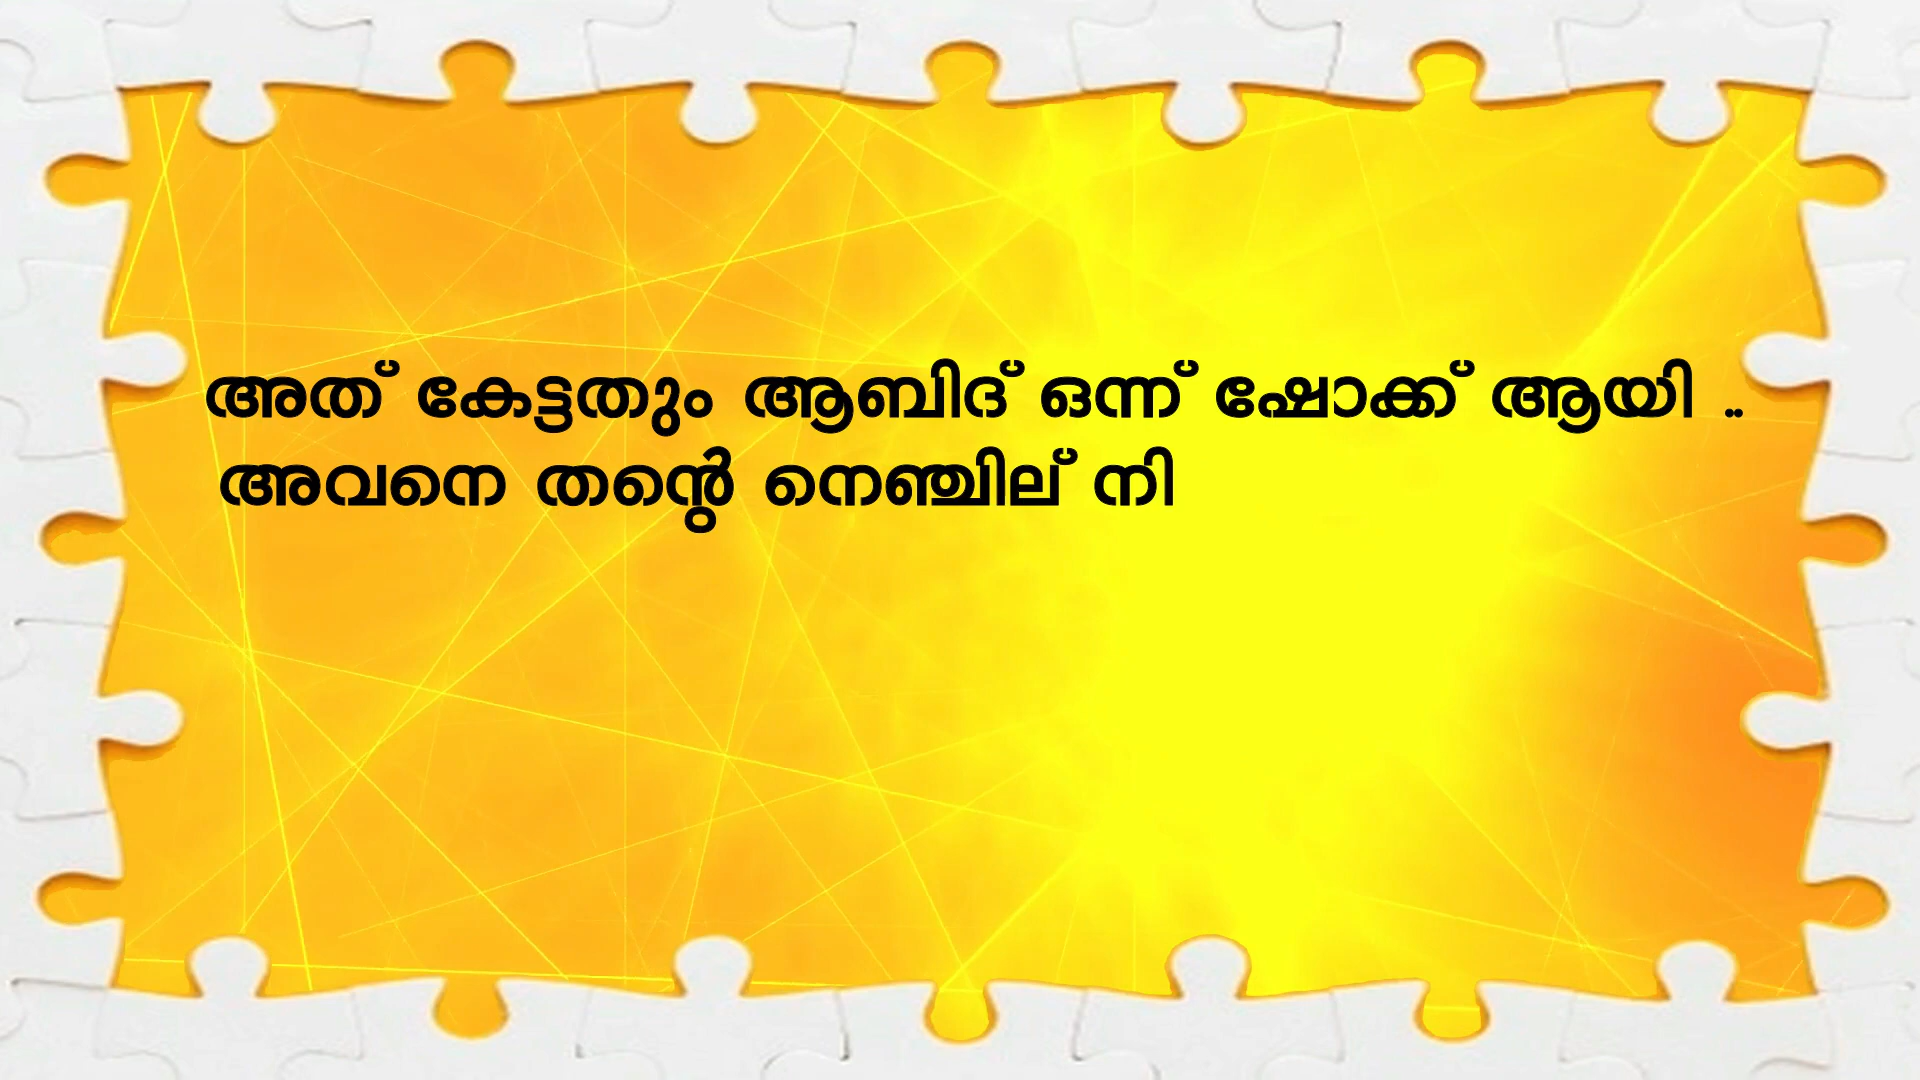 അത് കേട്ടതും ആബിദ് ഒന്ന് ഷോക്ക് ആയി ..
അവനെ തന്റെ നെഞ്ചില് നി